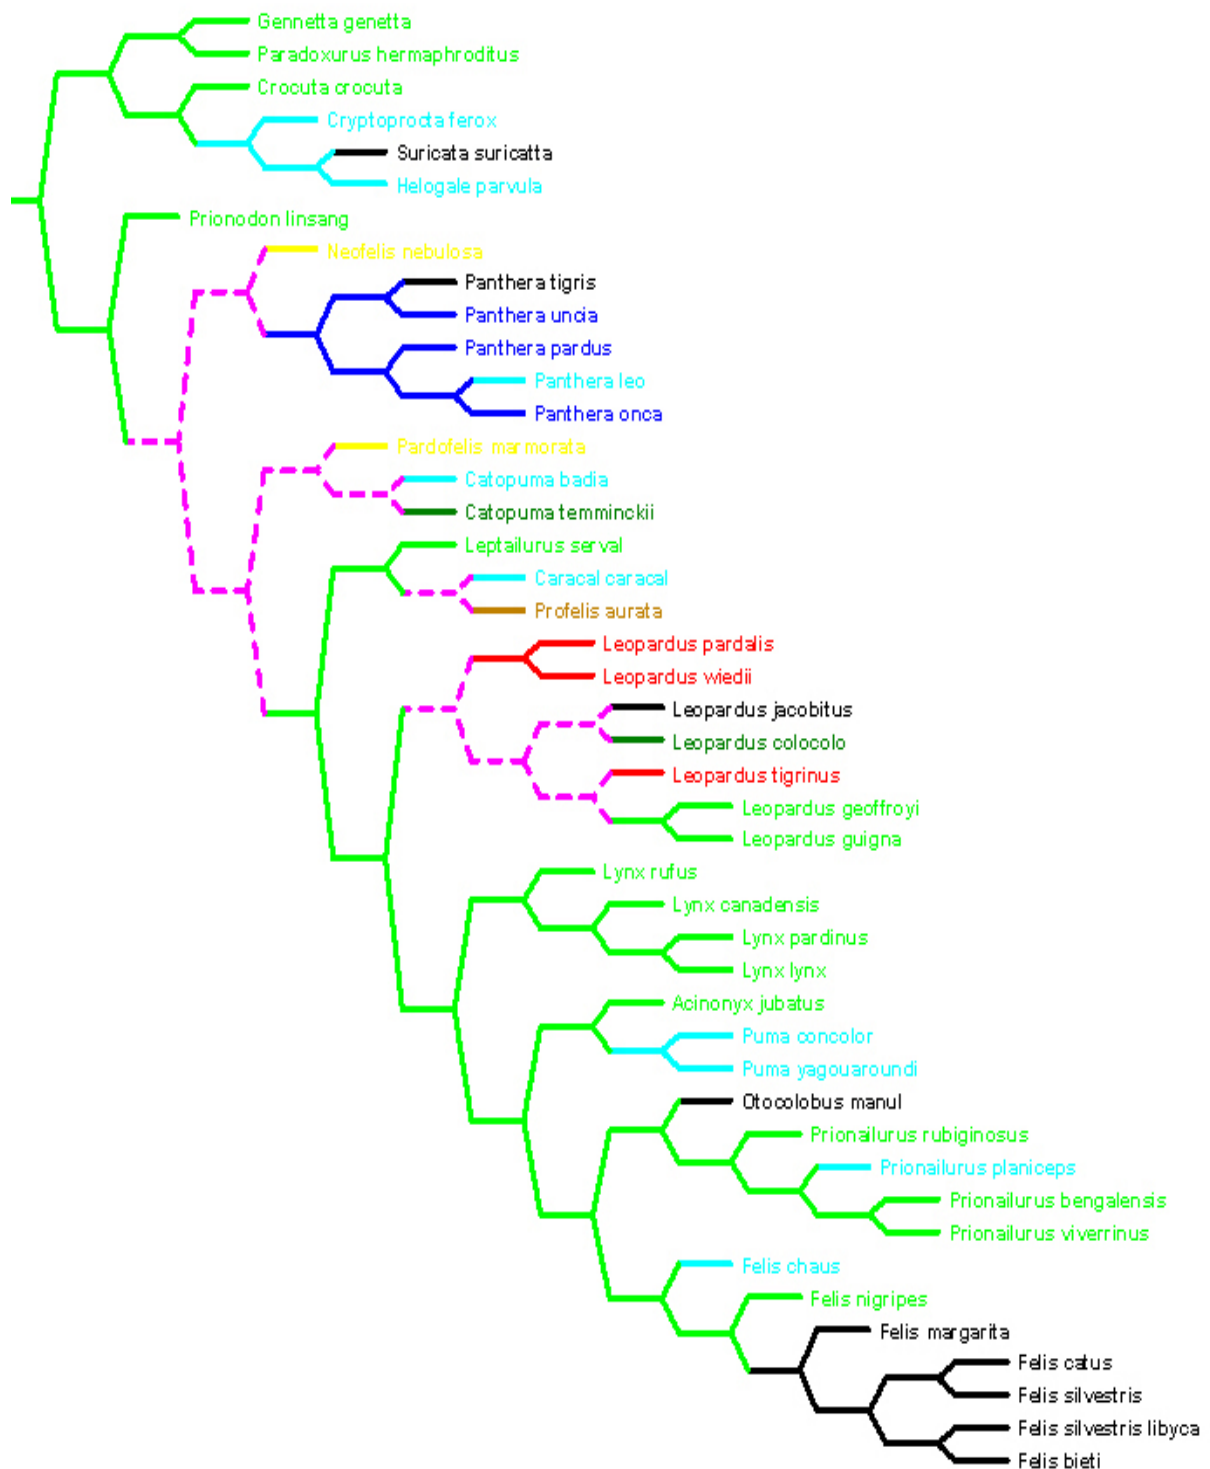 Gennetta genetta
Paradoxurus hermaphroditus
Crocuta crocuta
Cryptoprocta ferox
Suricata suricatta
Helogale parvula
Prionodon linsang
Neofelis nebulosa
Panthera tigris
Panthera uncia
Panthera pardus
Panthera leo
Panthera onca
Pardofelis marmorata
Catopuma badia
Catopuma temminckii
Leptailurus serval
Caracal caracal
Profelis aurata
Leopardus pardalis
Leopardus wiedii
Leopardus jacobitus
Leopardus colocolo
Leopardus tigrinus
Leopardus geoffroyi
Leopardus guigna
Lynx rufus
Lynx canadensis
Lynx pardinus
Lynx lynx
Acinonyx jubatus
Puma concolor
Puma yagouaroundi
Otocolobus manul
Prionailurus rubiginosus
Prionailurus planiceps
Prionailurus bengalensis
Prionailurus viverrinus
Felis chaus
Felis nigripes
Felis margarita
Felis catus
Felis silvestris
Felis silvestris libyca
Felis bieti